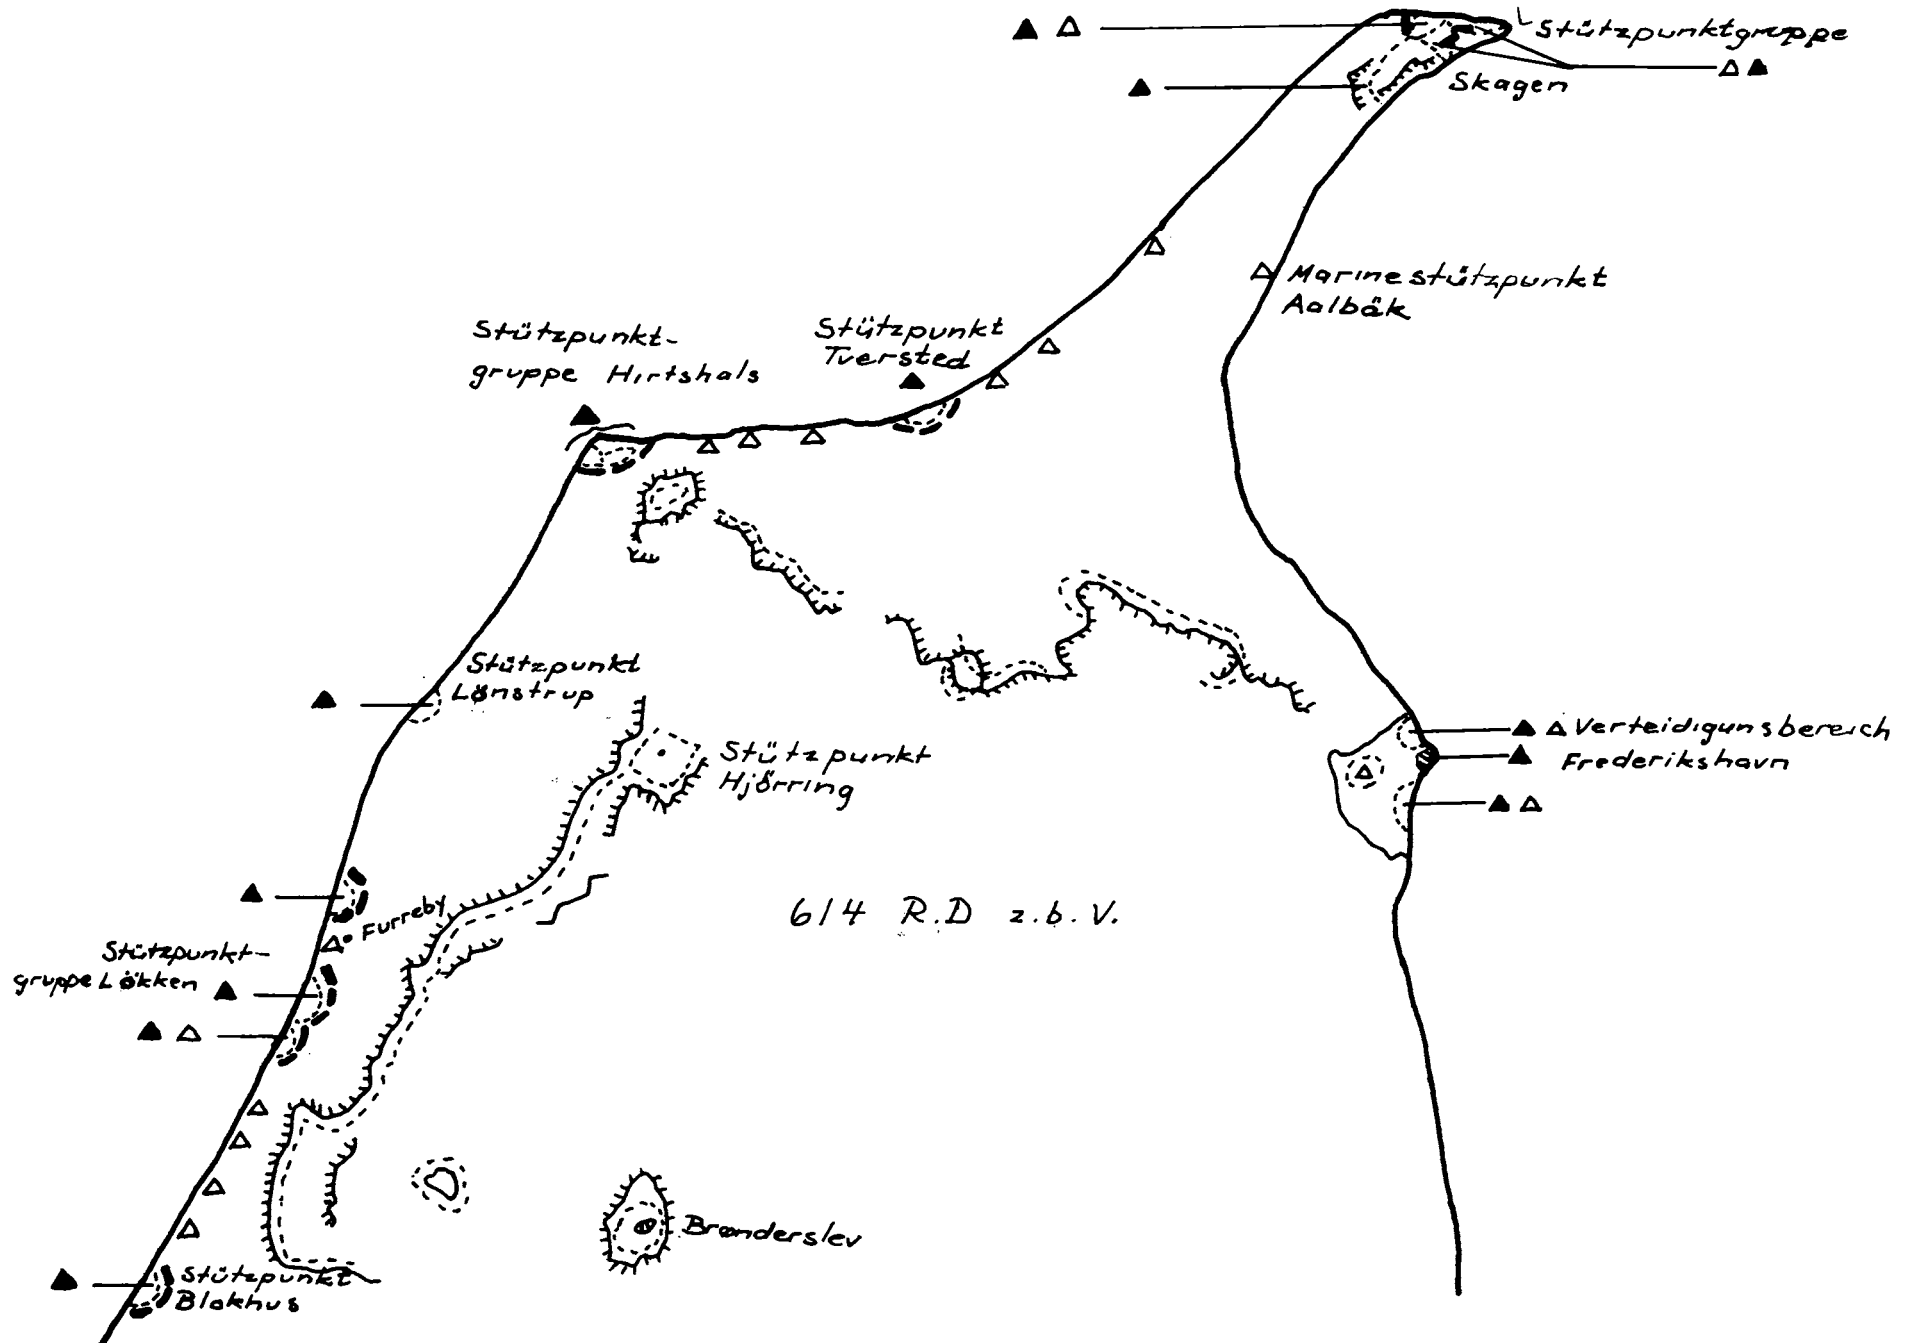 Stützpunktgruppe
Skagen
Marinestützpunkt
Aalbäk
Stützpunkt-
gruppe Hirtshals
Stützpunkt
Tversted
Stützpunkt
Lönstrup
Stützpunkt
Hjörring
Verteidigunsbereich
Frederikshavn
614 R.D z.b.V.
Furreby
Stützpunkt-
gruppe Lökken
Brønderslev
Stützpunkt
Blokhus